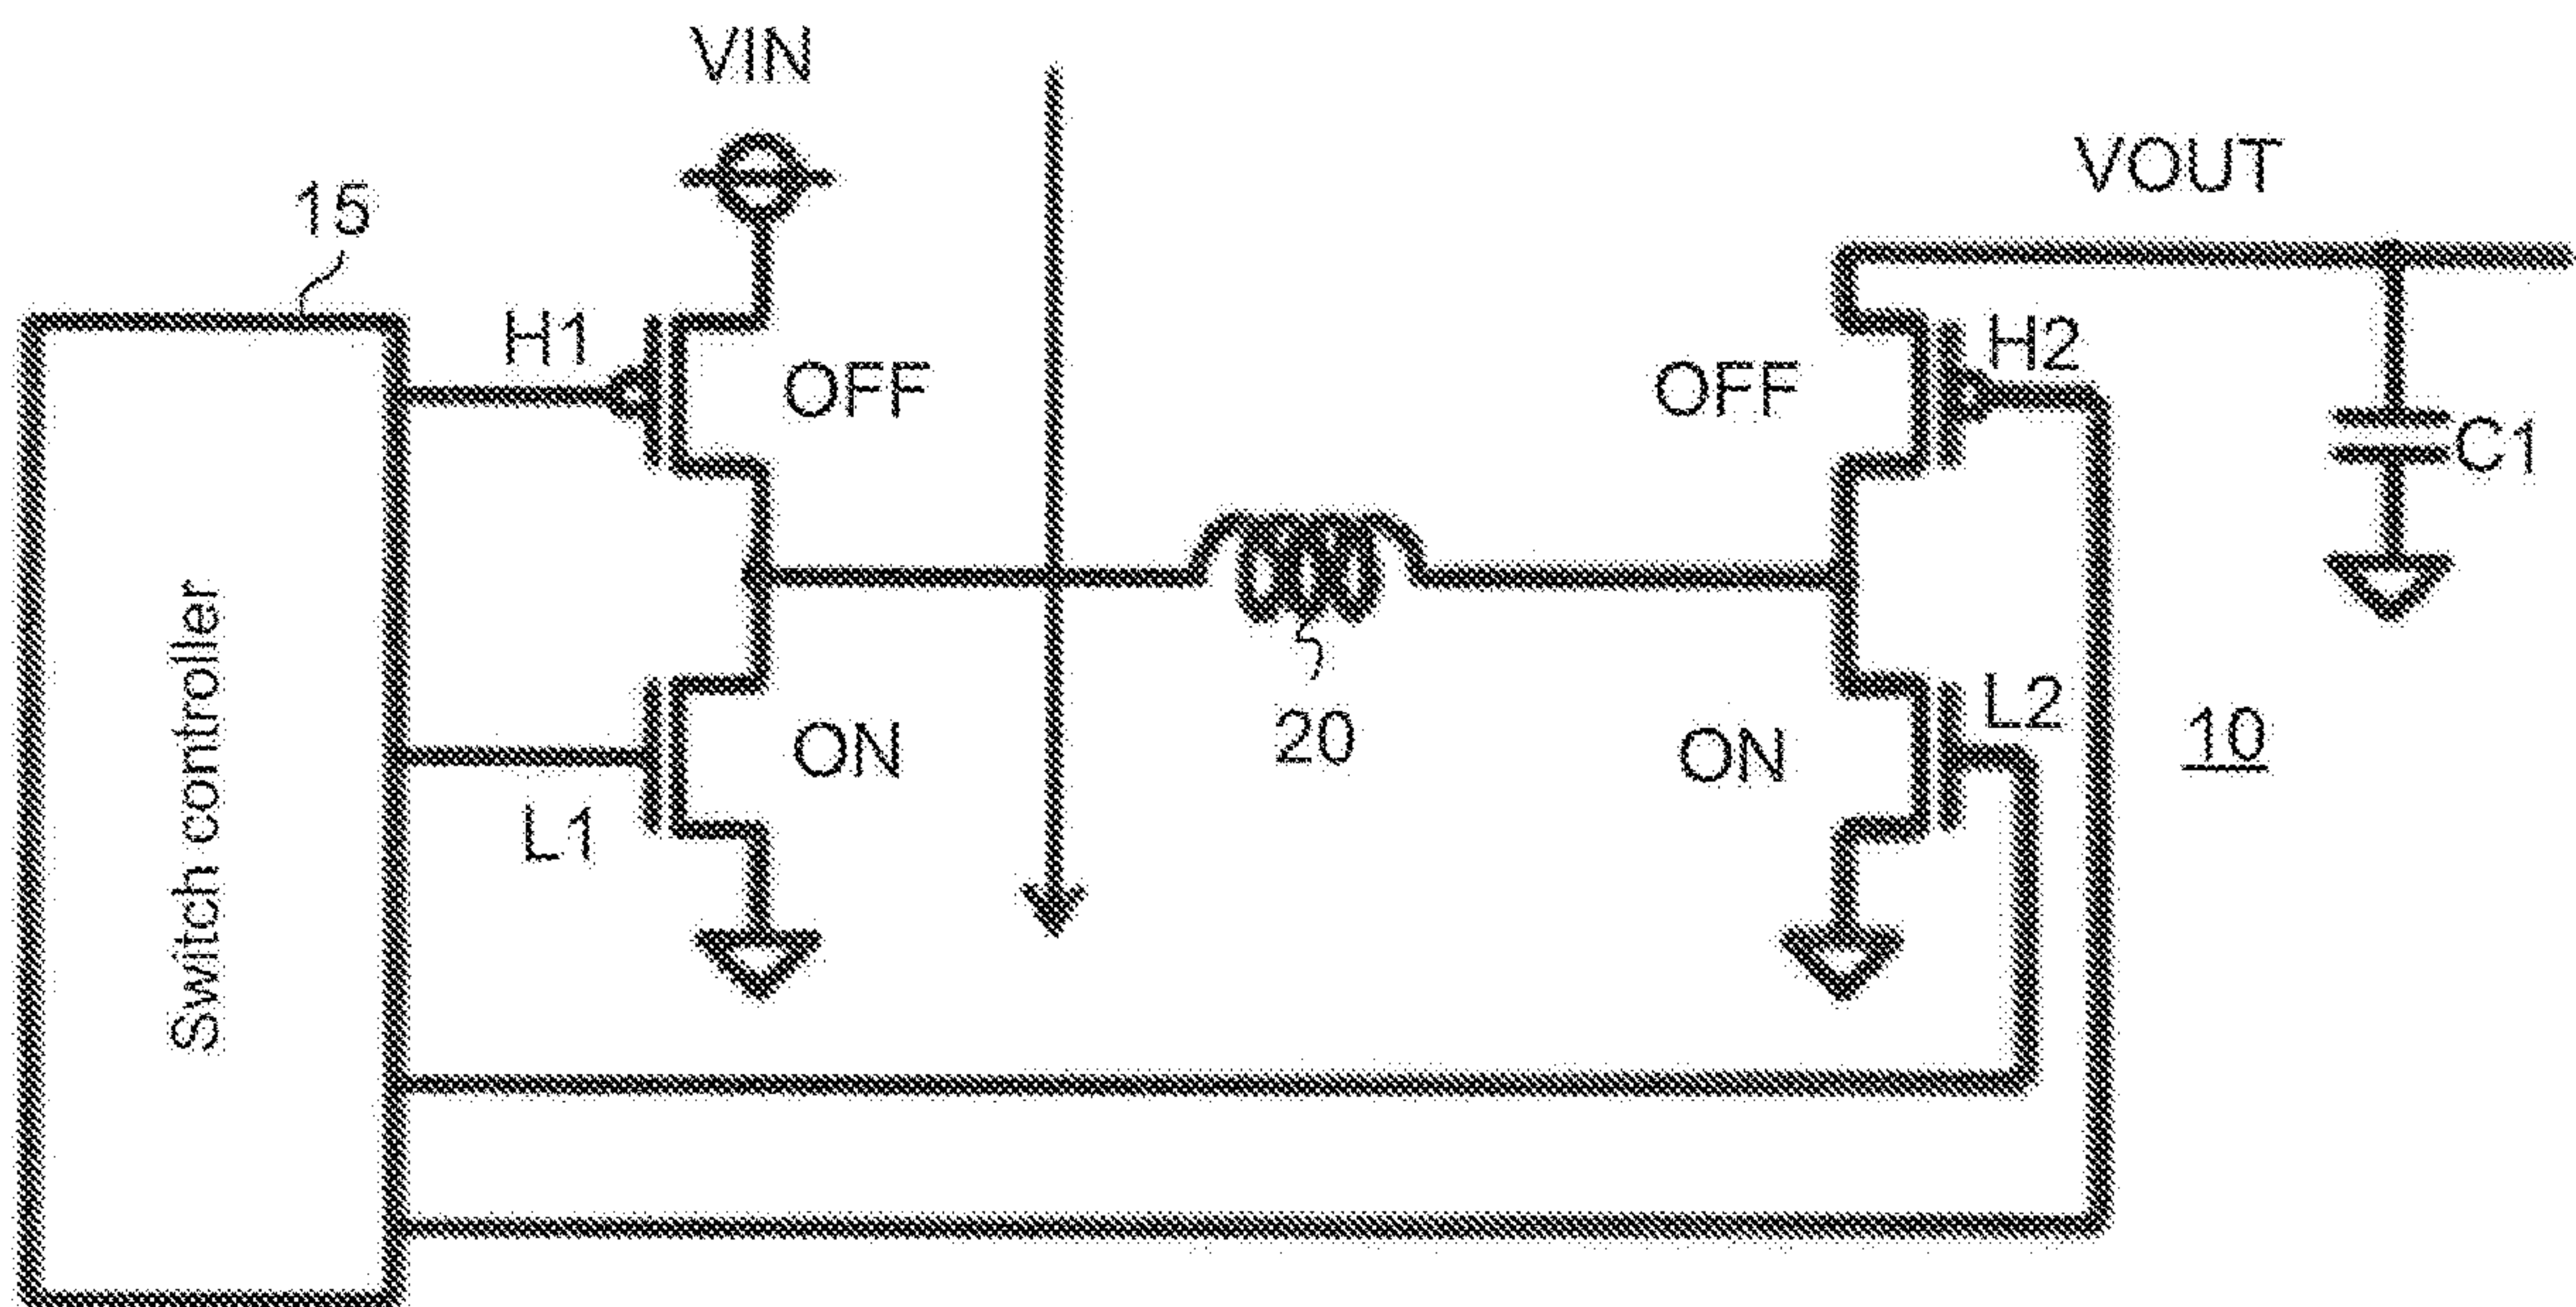 VIN
VOUT
15
H1
H2
OFF
OFF
C1
Switch controller
L2
20
10
ON
ON
L1